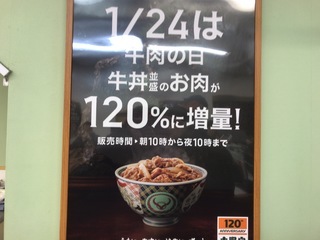 1/24は
牛肉の日
牛丼並盛のお肉が
120%に増量!
販売時間▶朝10時から夜10時まで
120th
ANNIVERSARY